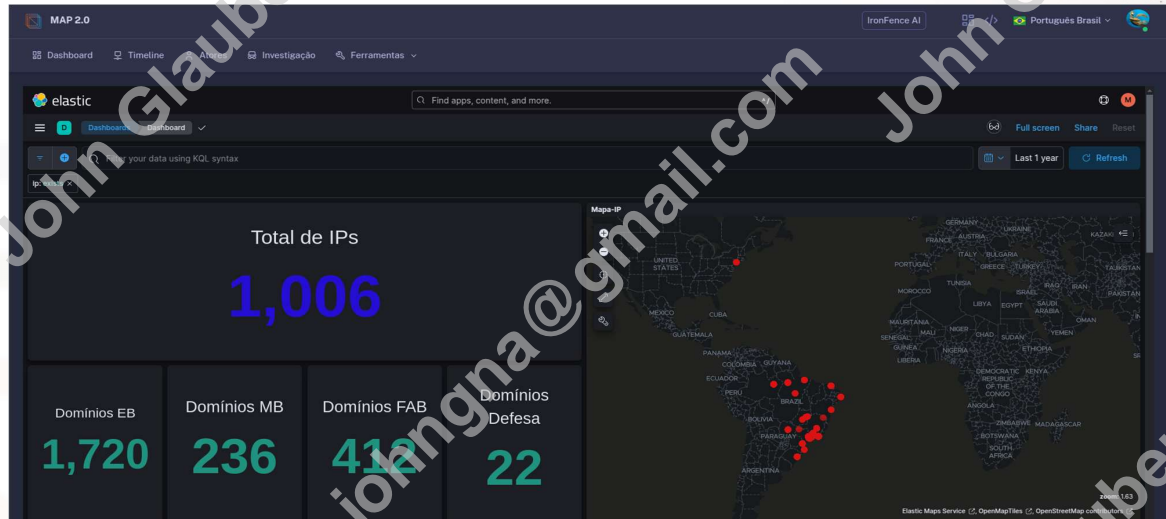 MAP 2.0
IronFence AI
Português Brasil
Dashboard
Timeline
Atores
Investigação
Ferramentas
elastic
Find apps, content, and more.
M
D
Dashboards
Dashboard
Full screen
Share
Reset
Filter your data using KQL syntax
Last 1 year
Refresh
Ip: exists ×
Total de IPs
1,006
Domínios EB
1,720
Domínios MB
236
Domínios FAB
412
Domínios
Defesa
22
Mapa-IP
GERMANY
UKRAINE
FRANCE
AUSTRIA
ITALY
BULGARIA
PORTUGAL
GREECE
TURKEY
UNITED
STATES
TUNISIA
MOROCCO
IRAQ
IRAN
ISRAEL
PAKISTAN
LIBYA
EGYPT
SAUDI
ARABIA
OMAN
MEXICO
CUBA
MAURITANIA
MALI
NIGER
CHAD
SUDAN
YEMEN
GUATEMALA
SENEGAL
GUINEA
NIGERIA
ETHIOPIA
LIBERIA
PANAMA
COLOMBIA
GUYANA
ECUADOR
DEMOCRATIC
REPUBLIC
OF THE
CONGO
KENYA
PERU
BRAZIL
ANGOLA
BOLIVIA
ZIMBABWE
MADAGASCAR
PARAGUAY
BOTSWANA
SOUTH
AFRICA
ARGENTINA
zoom: 1.63
Elastic Maps Service, OpenMapTiles, OpenStreetMap contributors
johngna@gmail.com